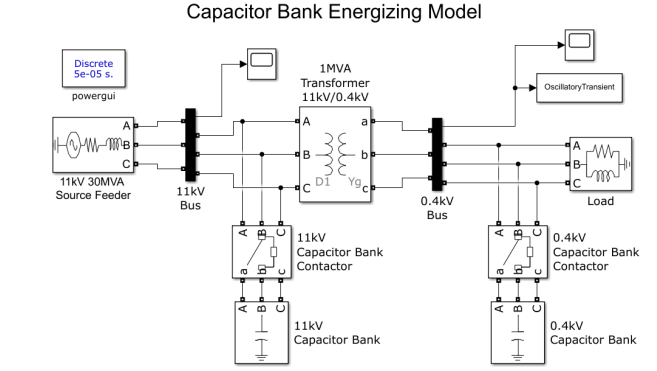 Capacitor Bank Energizing Model
Discrete
5e-05 s.
powergui
A
B
C
11kV 30MVA
Source Feeder
11kV
Bus
1MVA
Transformer
11kV/0.4kV
A
B
C
a
b
c
D1 Yg
0.4kV
Bus
OscillatoryTransient
A
B
C
Load
A B C
a b c
11kV
Capacitor Bank
Contactor
A B C
11kV
Capacitor Bank
A B C
a b c
0.4kV
Capacitor Bank
Contactor
A B C
0.4kV
Capacitor Bank